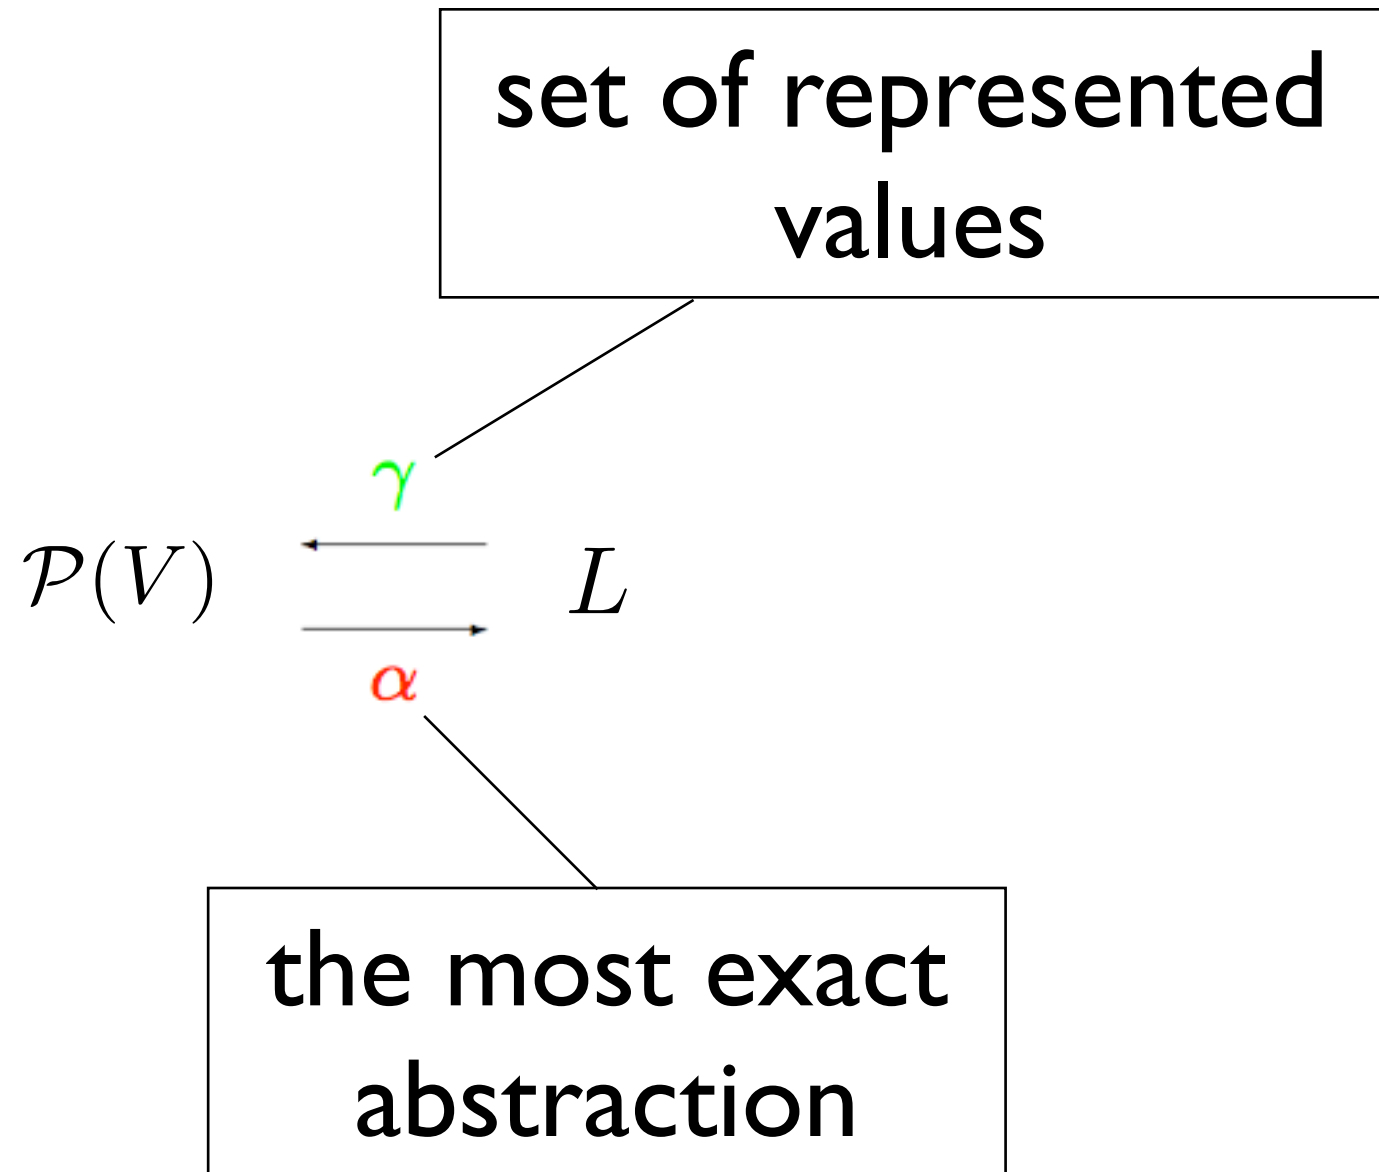 set of represented
values
γ
𝒫(V) L
α
the most exact
abstraction